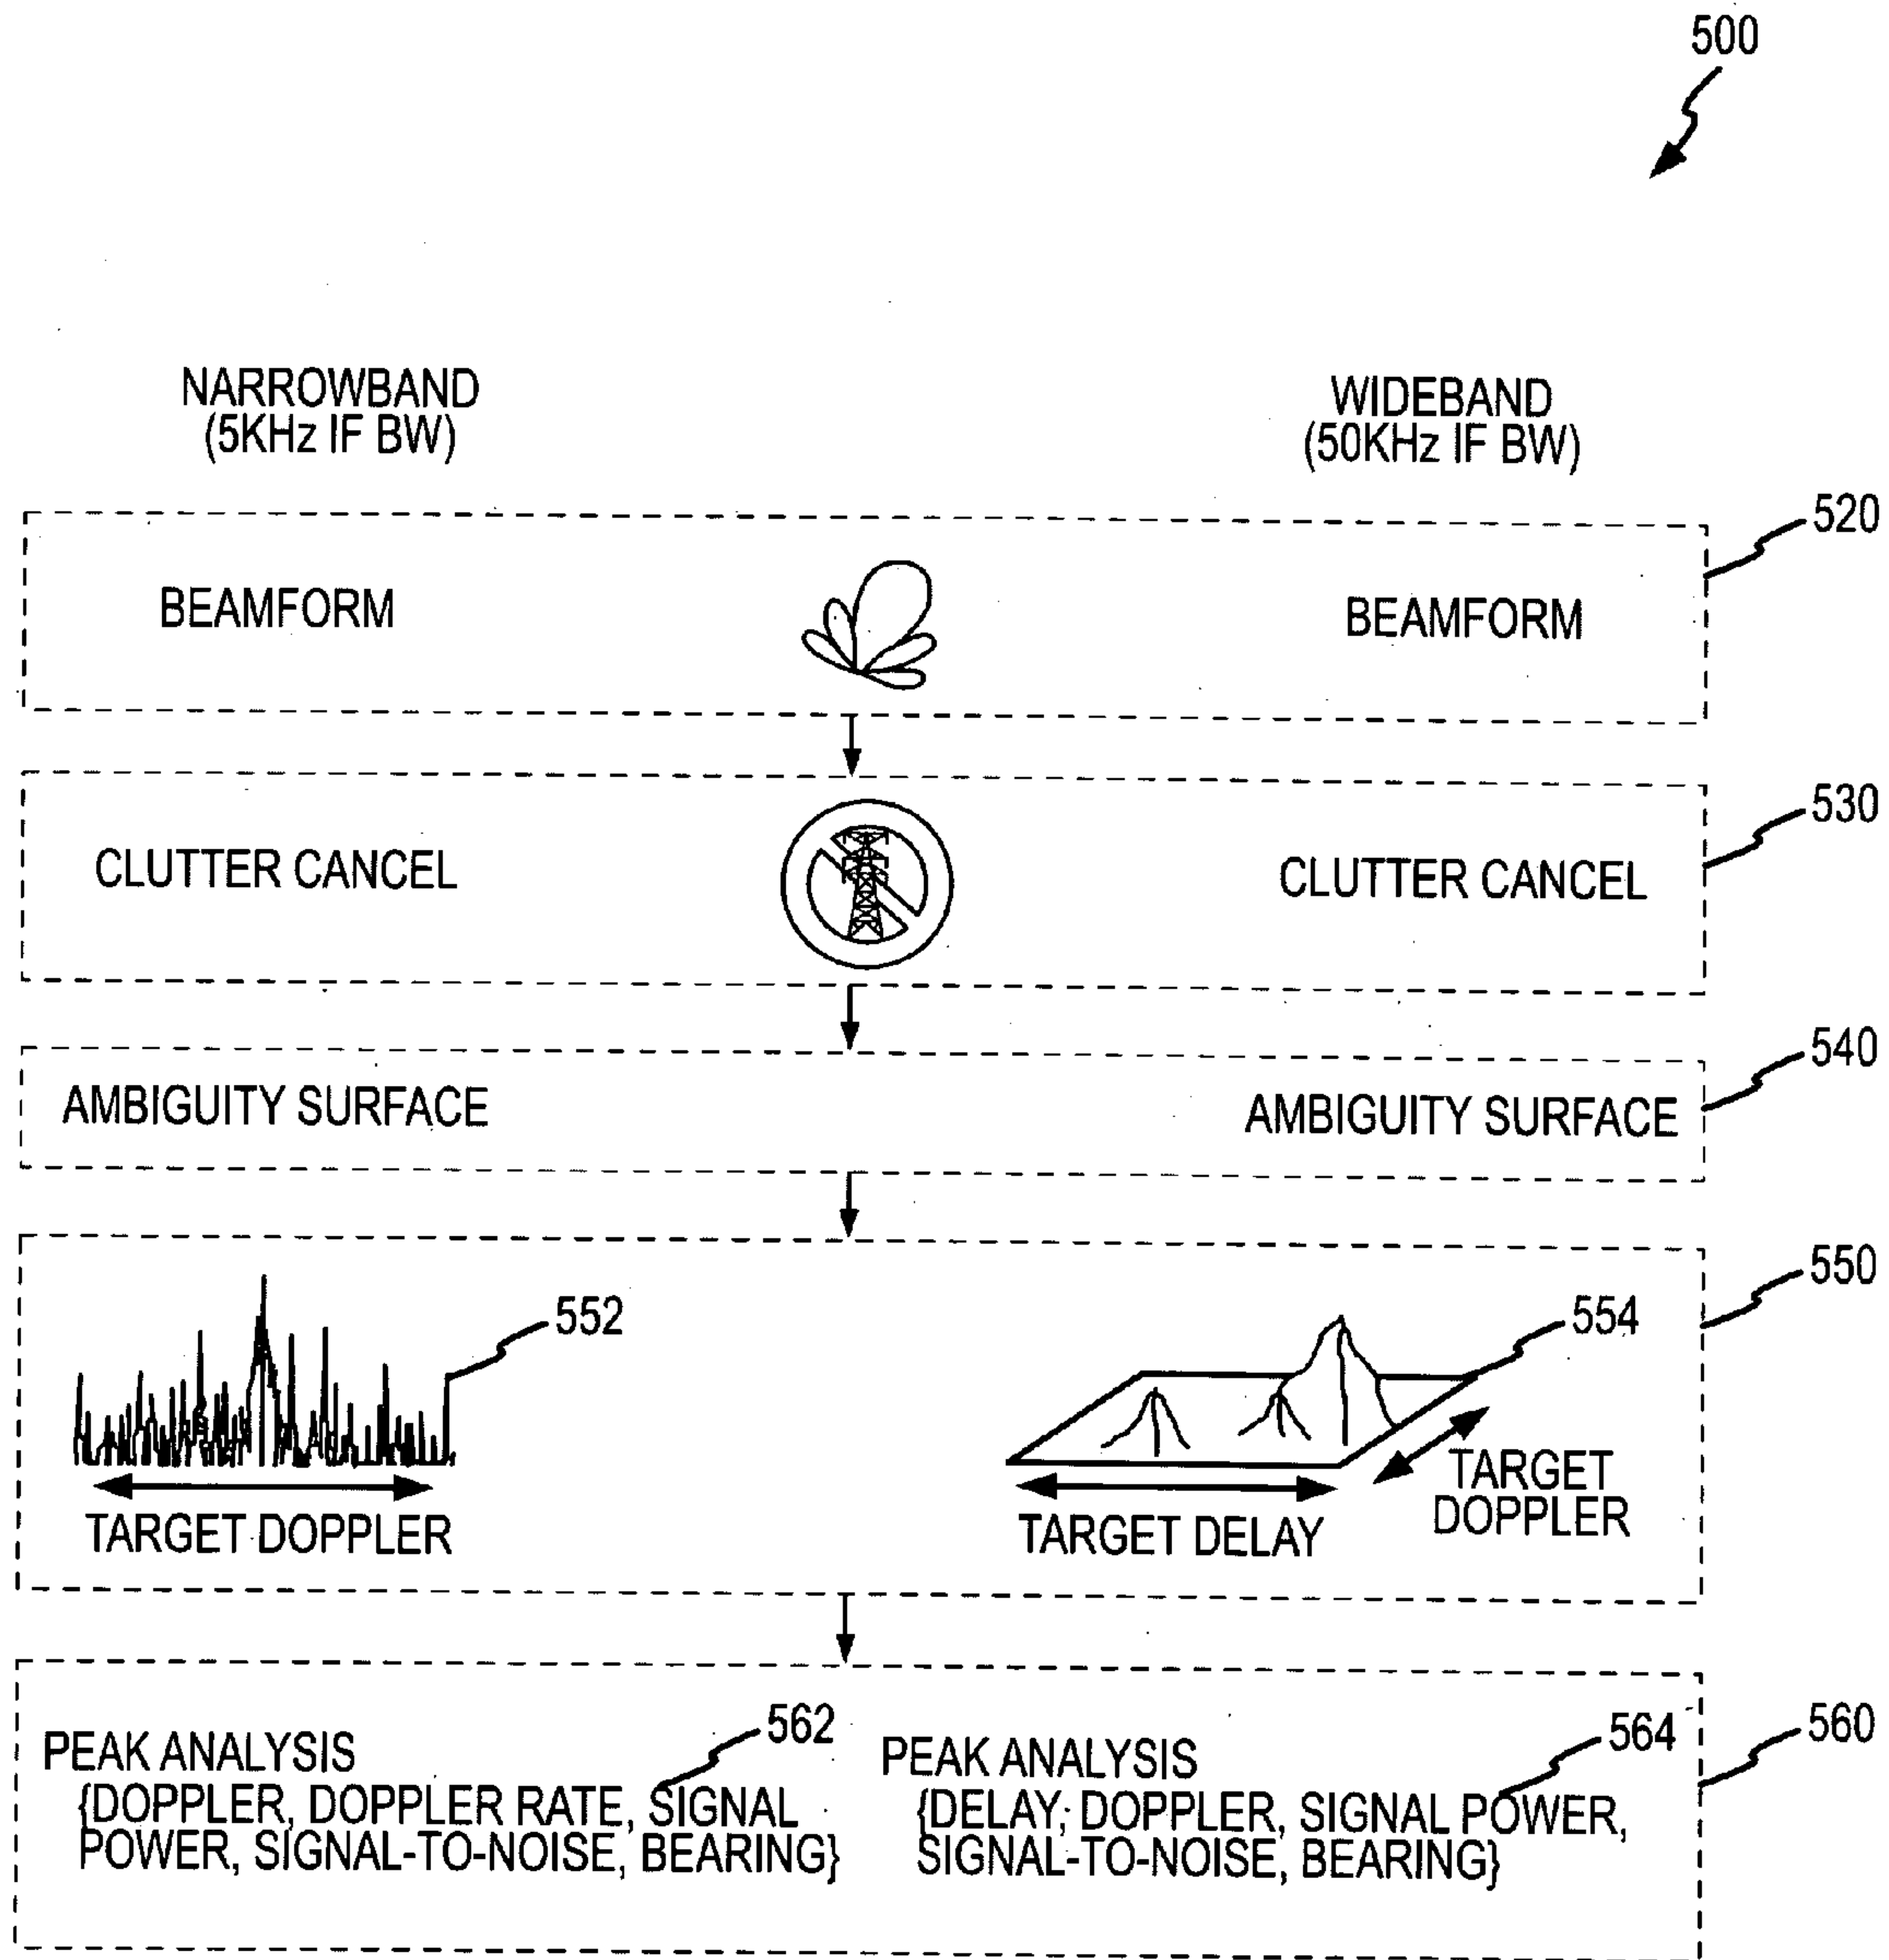 500
NARROWBAND
(5KHz IF BW)
WIDEBAND
(50KHz IF BW)
520
BEAMFORM
BEAMFORM
530
CLUTTER CANCEL
CLUTTER CANCEL
540
AMBIGUITY SURFACE
AMBIGUITY SURFACE
550
552
554
TARGET DOPPLER
TARGET DELAY
TARGET
DOPPLER
560
562
PEAK ANALYSIS
{DOPPLER, DOPPLER RATE, SIGNAL
POWER, SIGNAL-TO-NOISE, BEARING}
564
PEAK ANALYSIS
{DELAY, DOPPLER, SIGNAL POWER,
SIGNAL-TO-NOISE, BEARING}